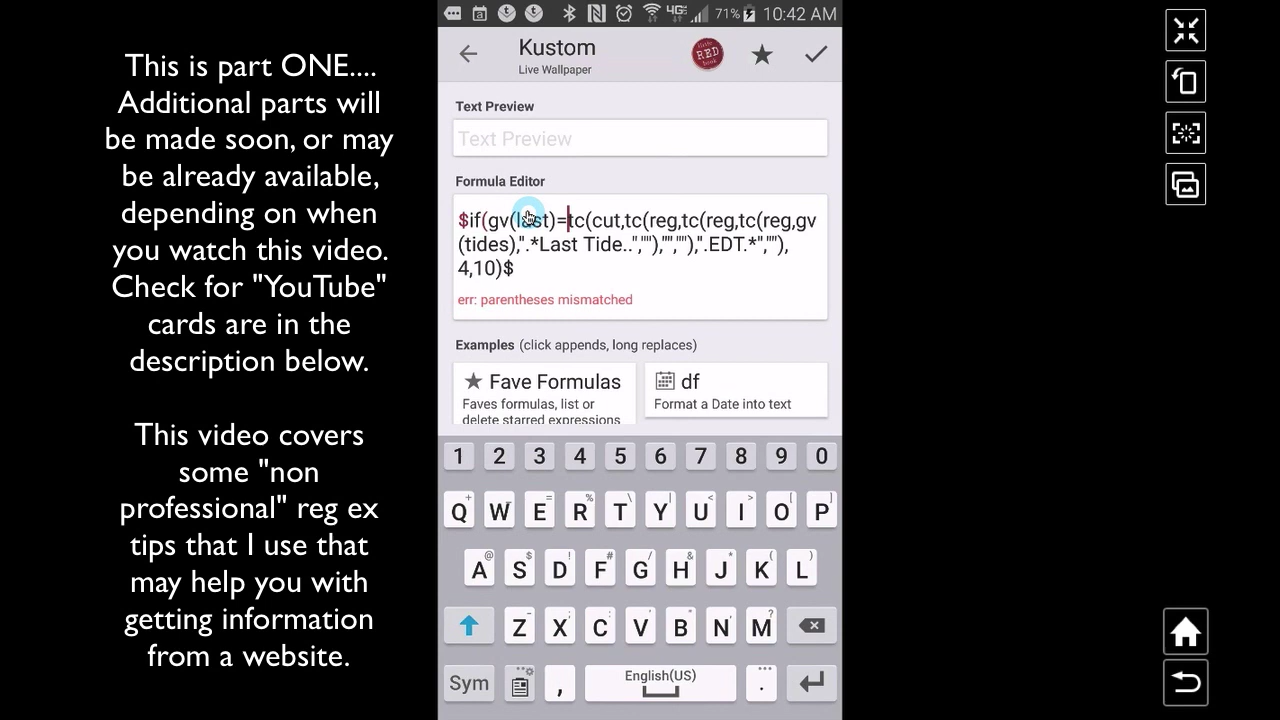 This is part ONE....
Additional parts will
be made soon, or may
be already available,
depending on when
you watch this video.
Check for "YouTube"
cards are in the
description below.
This video covers
some "non
professional" reg ex
tips that I use that
may help you with
getting information
from a website.
71% 10:42 AM
Kustom
Live Wallpaper
RED
Text Preview
Text Preview
Formula Editor
$if(gv(last)=tc(cut,tc(reg,tc(reg,tc(reg,gv
(tides),".*Last Tide..",""),"",""),".EDT.*",""),
4,10)$
err: parentheses mismatched
Examples (click appends, long replaces)
Fave Formulas
Faves formulas, list or
delete starred expressions
df
Format a Date into text
1 2 3 4 5 6 7 8 9 0
Q W E R T Y U I O P
A S D F G H J K L
Z X C V B N M
Sym , English(US) .